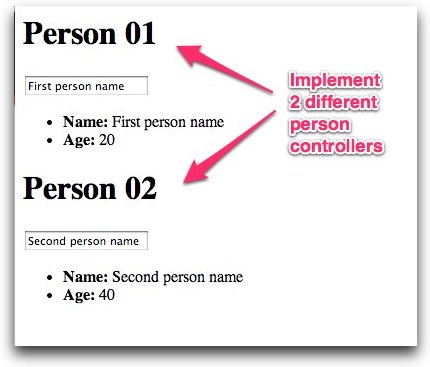 Person 01
First person name
Name: First person name
Age: 20
Implement
2 different
person
controllers
Person 02
Second person name
Name: Second person name
Age: 40